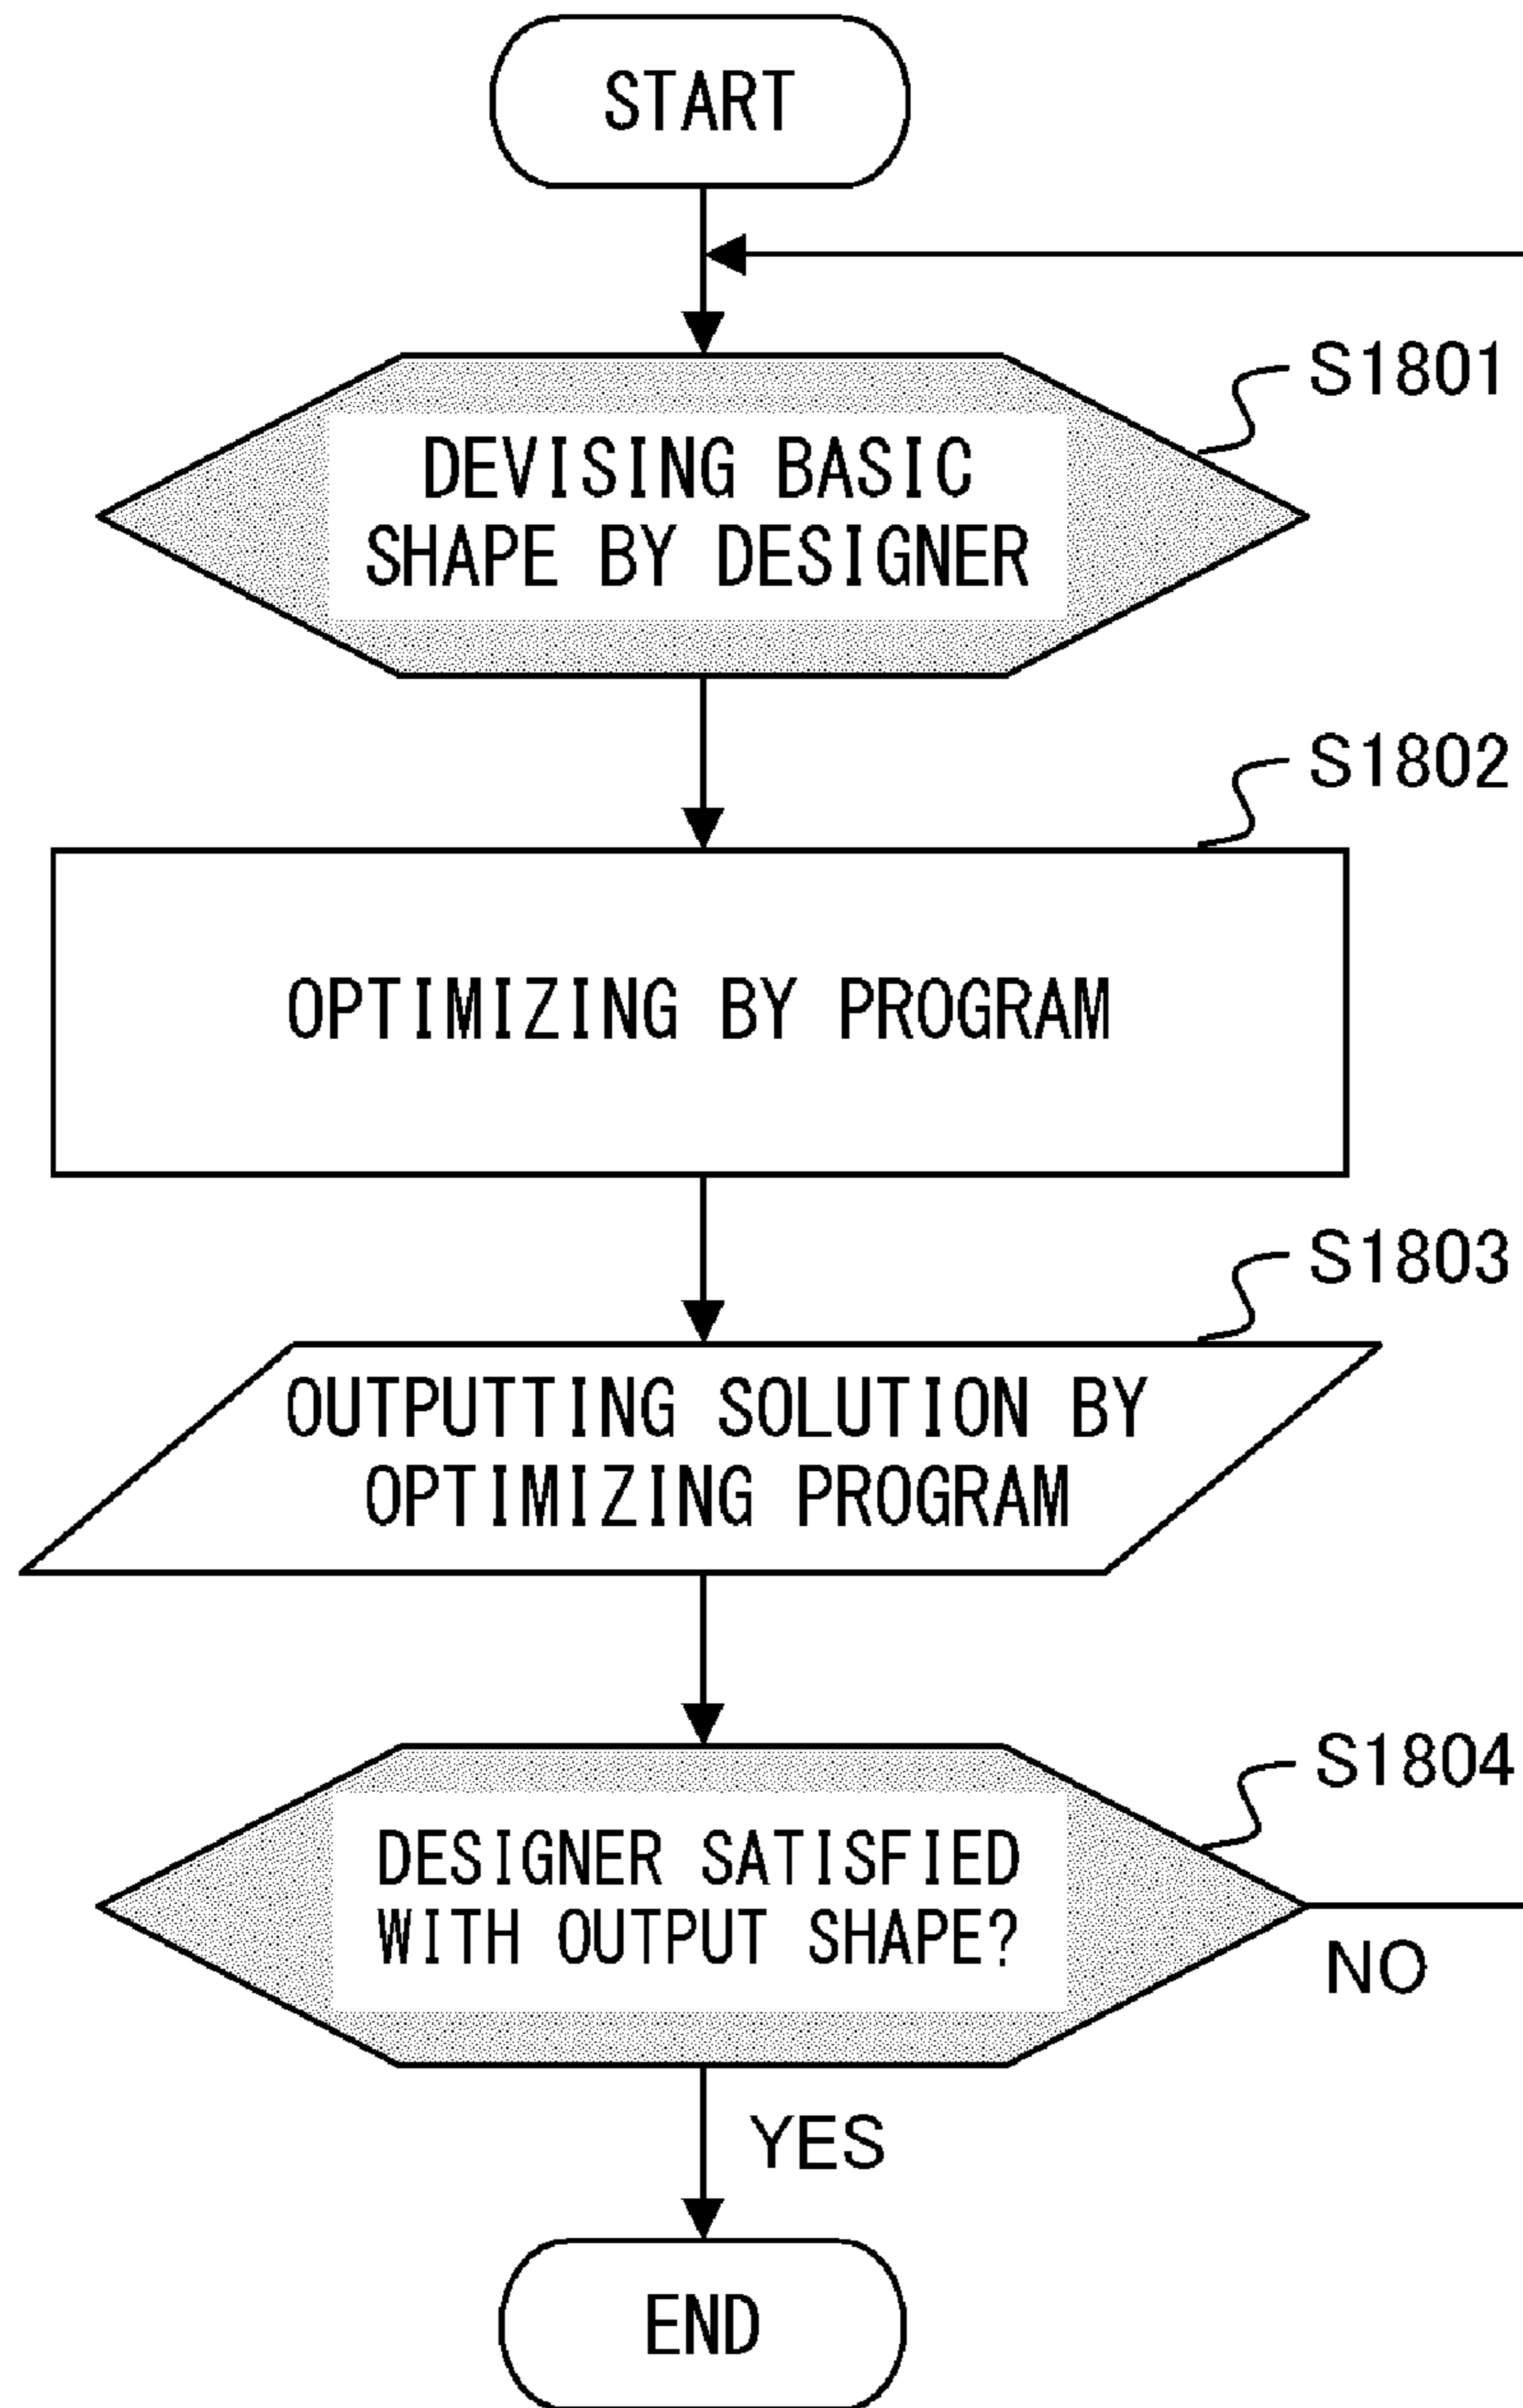 START
S1801
DEVISING BASIC
SHAPE BY DESIGNER
S1802
OPTIMIZING BY PROGRAM
S1803
OUTPUTTING SOLUTION BY
OPTIMIZING PROGRAM
S1804
DESIGNER SATISFIED
WITH OUTPUT SHAPE?
NO
YES
END